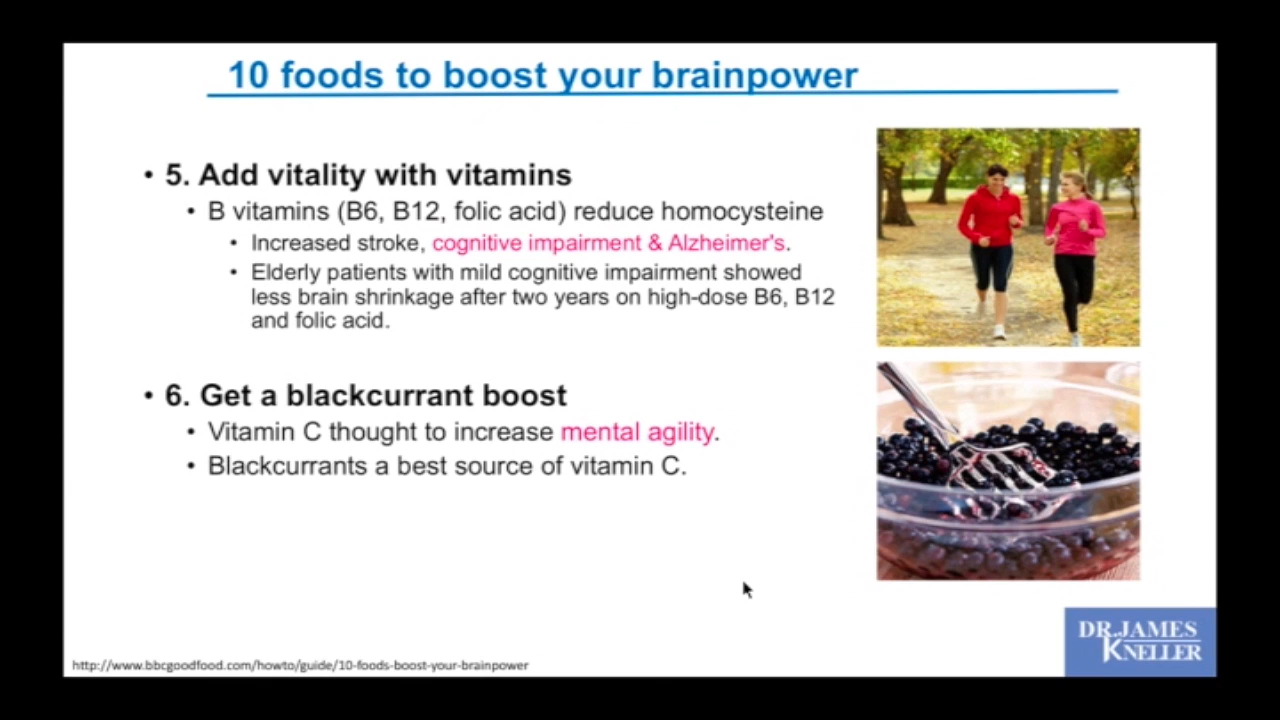 10 foods to boost your brainpower
• 5. Add vitality with vitamins
• B vitamins (B6, B12, folic acid) reduce homocysteine
• Increased stroke, cognitive impairment & Alzheimer's.
• Elderly patients with mild cognitive impairment showed
less brain shrinkage after two years on high-dose B6, B12
and folic acid.
• 6. Get a blackcurrant boost
• Vitamin C thought to increase mental agility.
• Blackcurrants a best source of vitamin C.
DR.JAMES
KNELLER
http://www.bbcgoodfood.com/howto/guide/10-foods-boost-your-brainpower